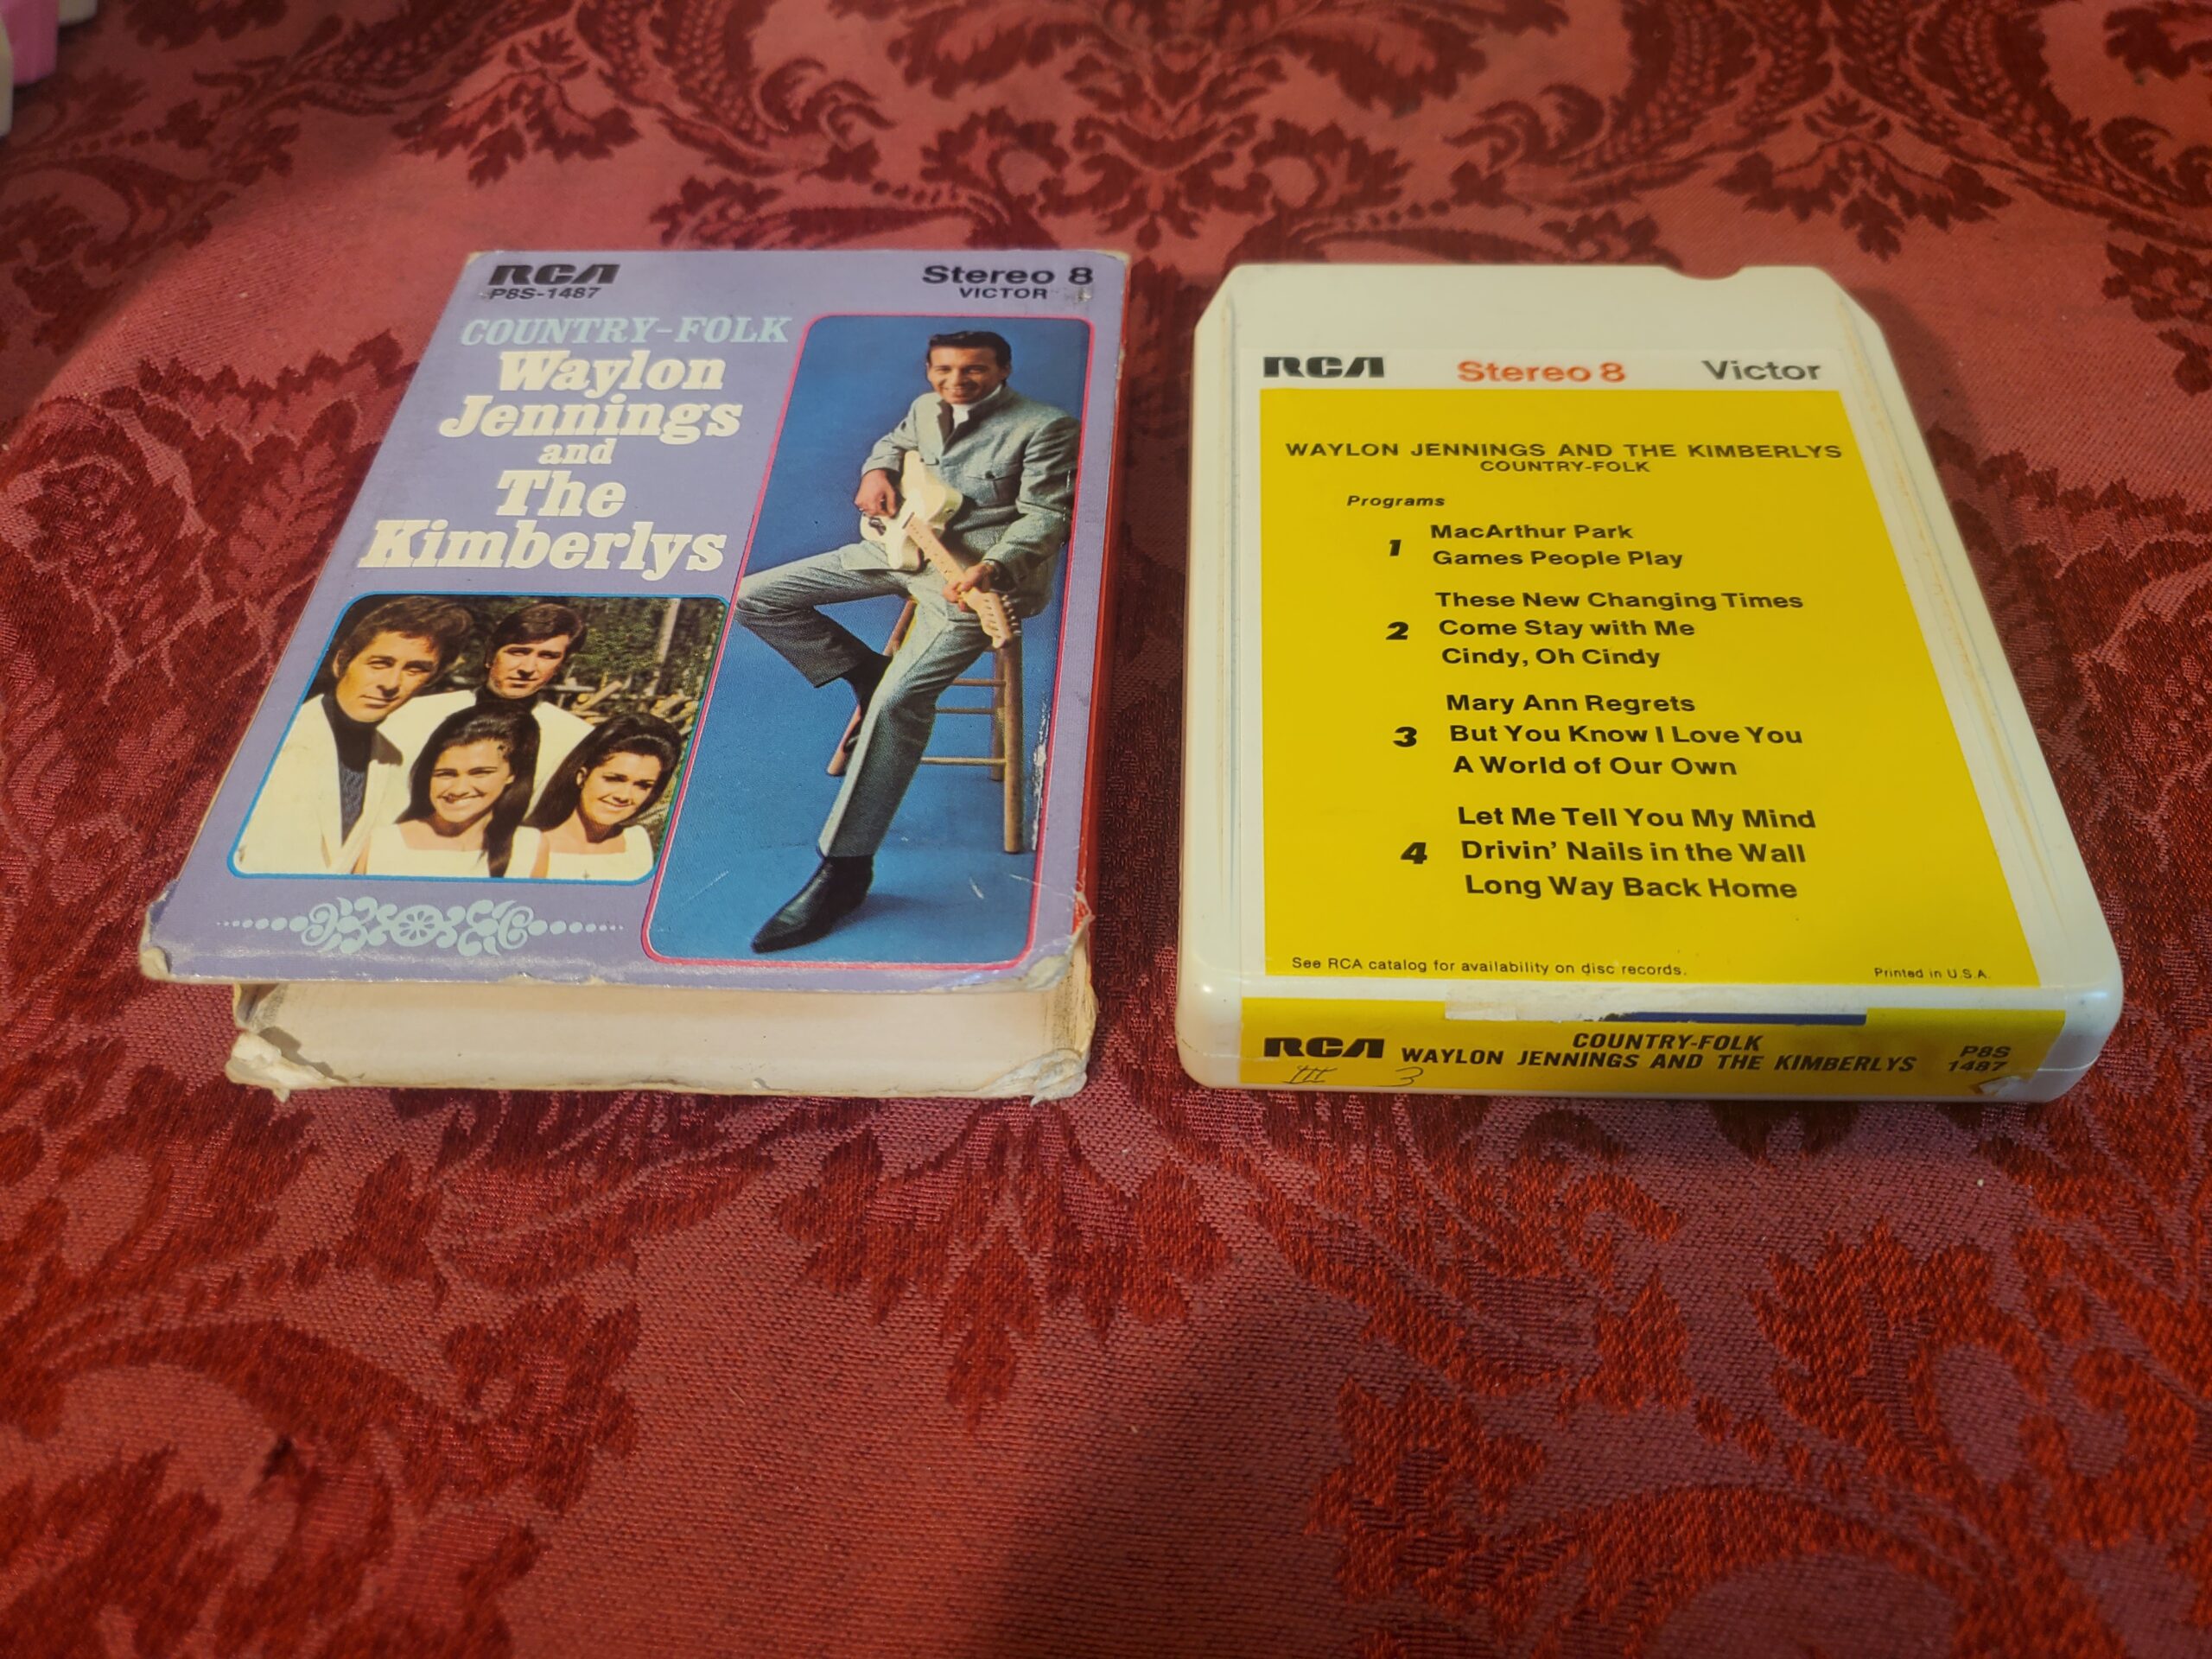 RCA
P8S-1487
Stereo 8
VICTOR
COUNTRY-FOLK
Waylon
Jennings
and
The
Kimberlys
RCA Stereo 8 Victor
WAYLON JENNINGS AND THE KIMBERLYS
COUNTRY-FOLK
Programs
1
MacArthur Park
Games People Play
2
These New Changing Times
Come Stay with Me
Cindy, Oh Cindy
3
Mary Ann Regrets
But You Know I Love You
A World of Our Own
4
Let Me Tell You My Mind
Drivin' Nails in the Wall
Long Way Back Home
See RCA catalog for availability on disc records.
Printed in U.S.A.
RCA
COUNTRY-FOLK
WAYLON JENNINGS AND THE KIMBERLYS
P8S
1487
III 3